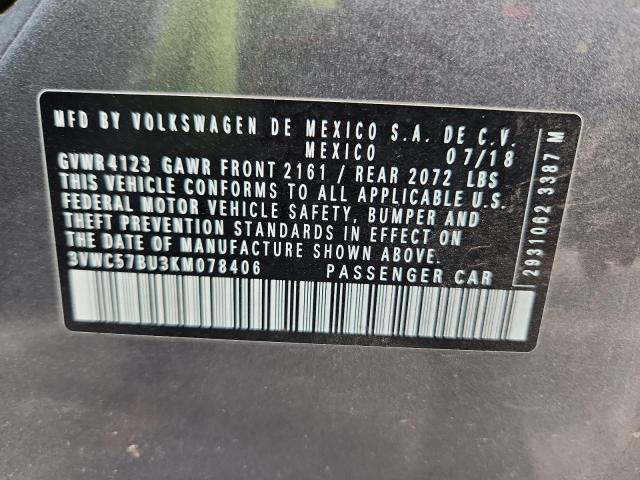 MFD BY VOLKSWAGEN DE MEXICO S.A. DE C.V.
MEXICO 07/18
GVWR4123 GAWR FRONT 2161 / REAR 2072 LBS
THIS VEHICLE CONFORMS TO ALL APPLICABLE U.S.
FEDERAL MOTOR VEHICLE SAFETY, BUMPER AND
THEFT PREVENTION STANDARDS IN EFFECT ON
THE DATE OF MANUFACTURE SHOWN ABOVE.
3VWC57BU3KM078406 PASSENGER CAR
2931062 3387 M